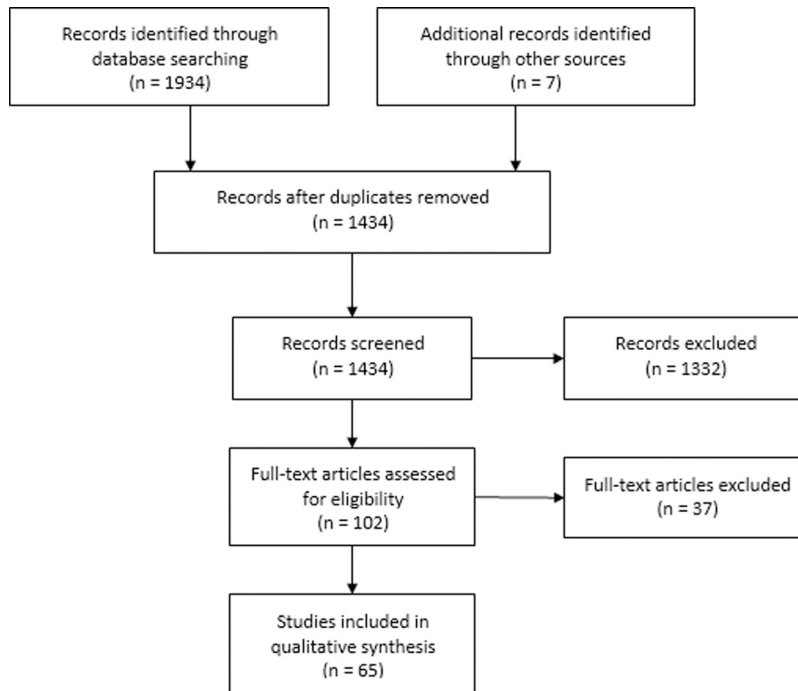 Records identified through
database searching
(n = 1934)
Additional records identified
through other sources
(n = 7)
Records after duplicates removed
(n = 1434)
Records screened
(n = 1434)
Records excluded
(n = 1332)
Full-text articles assessed
for eligibility
(n = 102)
Full-text articles excluded
(n = 37)
Studies included in
qualitative synthesis
(n = 65)